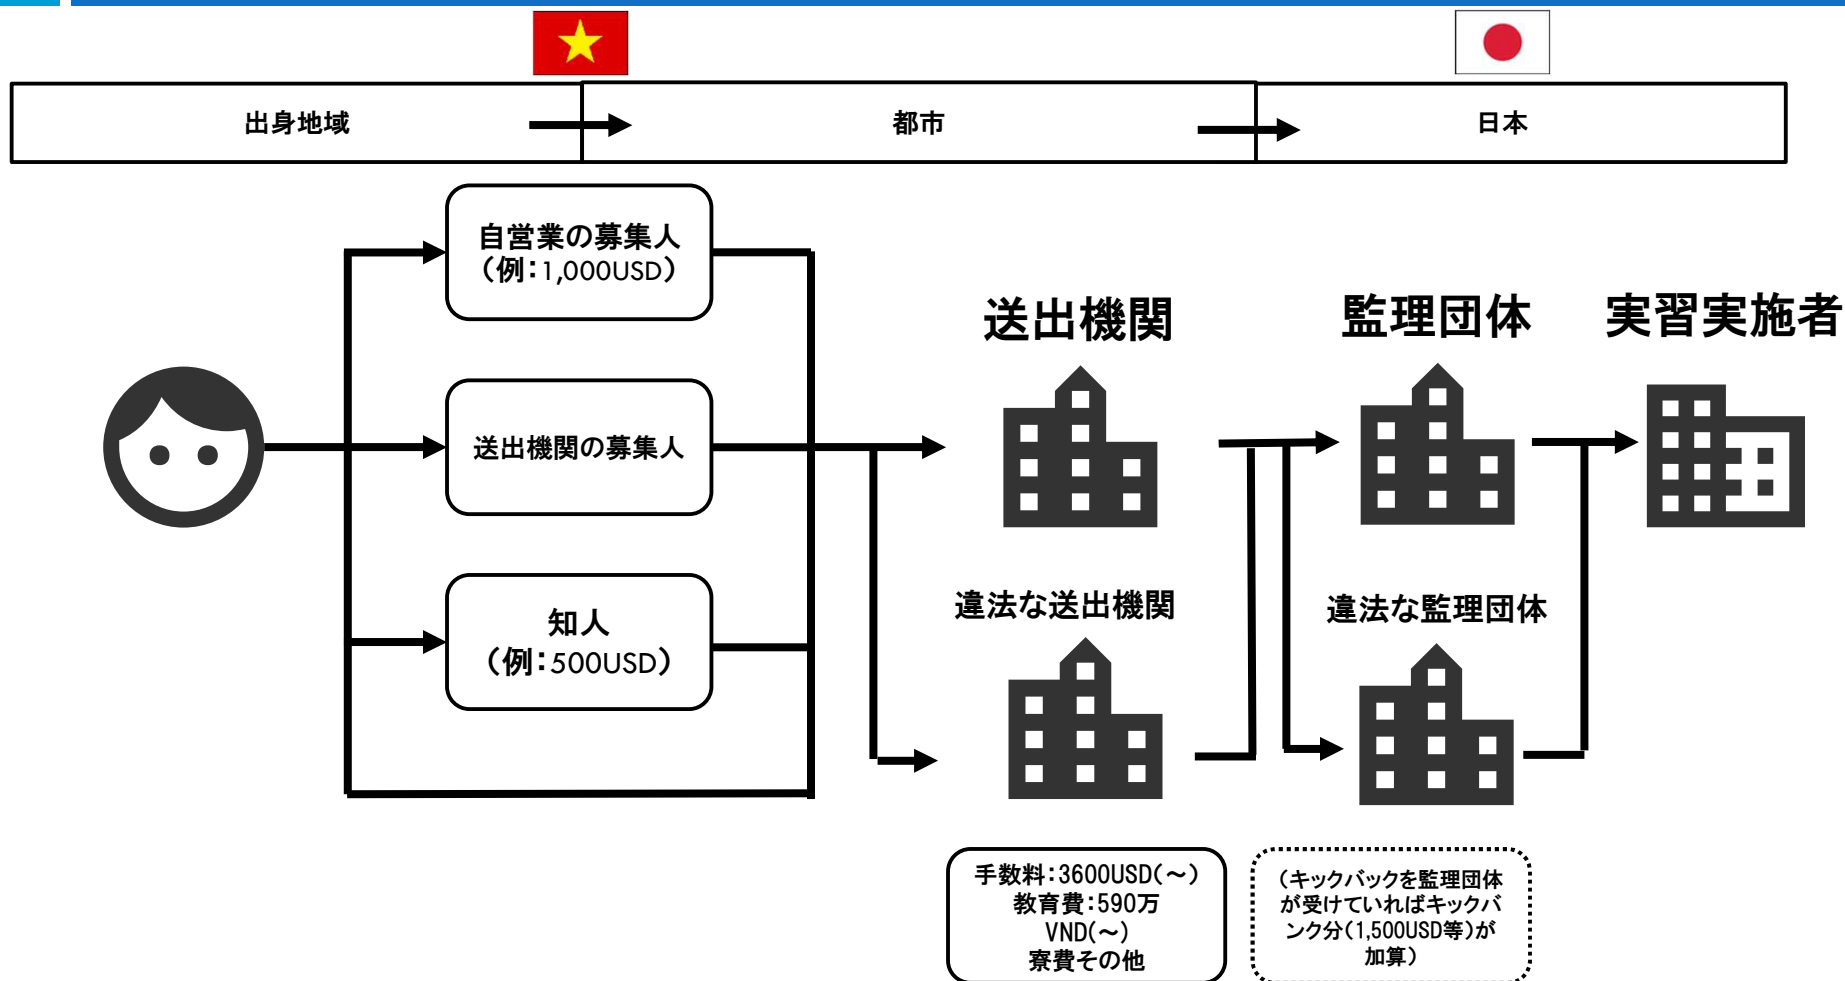 出身地域
都市
日本
自営業の募集人
（例：1,000USD）
送出機関の募集人
知人
（例：500USD）
送出機関
監理団体
実習実施者
違法な送出機関
違法な監理団体
手数料：3600USD(～)
教育費：590万
VND(～)
寮費その他
（キックバックを監理団体
が受けていればキックバ
ンク分（1,500USD等）が
加算）